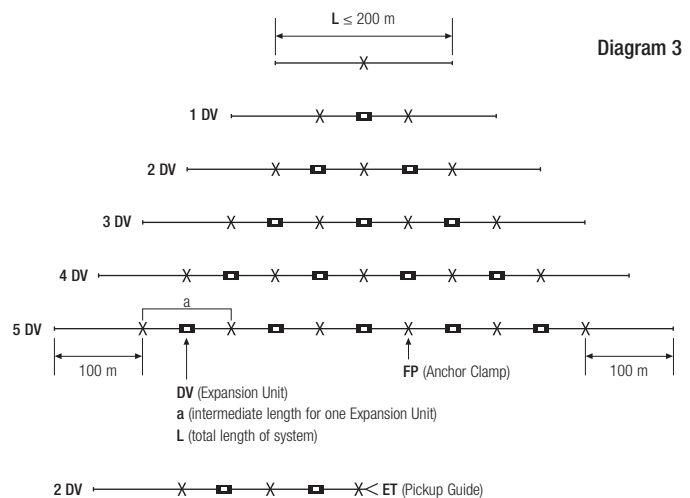 L ≤ 200 m
Diagram 3
1 DV
2 DV
3 DV
4 DV
a
5 DV
100 m
FP (Anchor Clamp)
100 m
DV (Expansion Unit)
a (intermediate length for one Expansion Unit)
L (total length of system)
2 DV
ET (Pickup Guide)